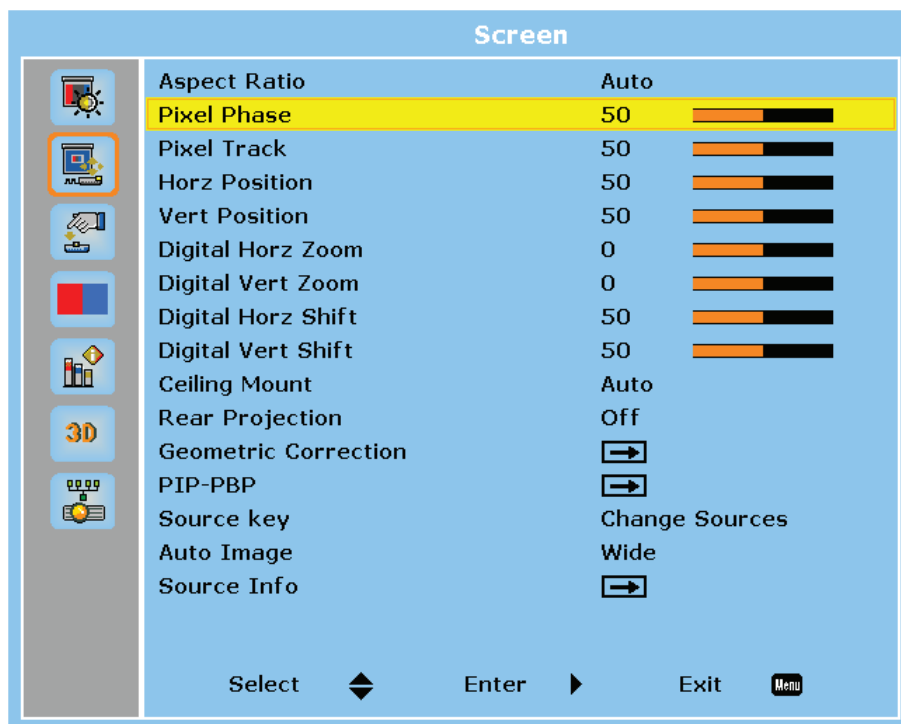 Screen
Aspect Ratio Auto
Pixel Phase 50
Pixel Track 50
Horz Position 50
Vert Position 50
Digital Horz Zoom 0
Digital Vert Zoom 0
Digital Horz Shift 50
Digital Vert Shift 50
Ceiling Mount Auto
Rear Projection Off
3D
Geometric Correction
PIP-PBP
Source key Change Sources
Auto Image Wide
Source Info
Select Enter Exit Menu